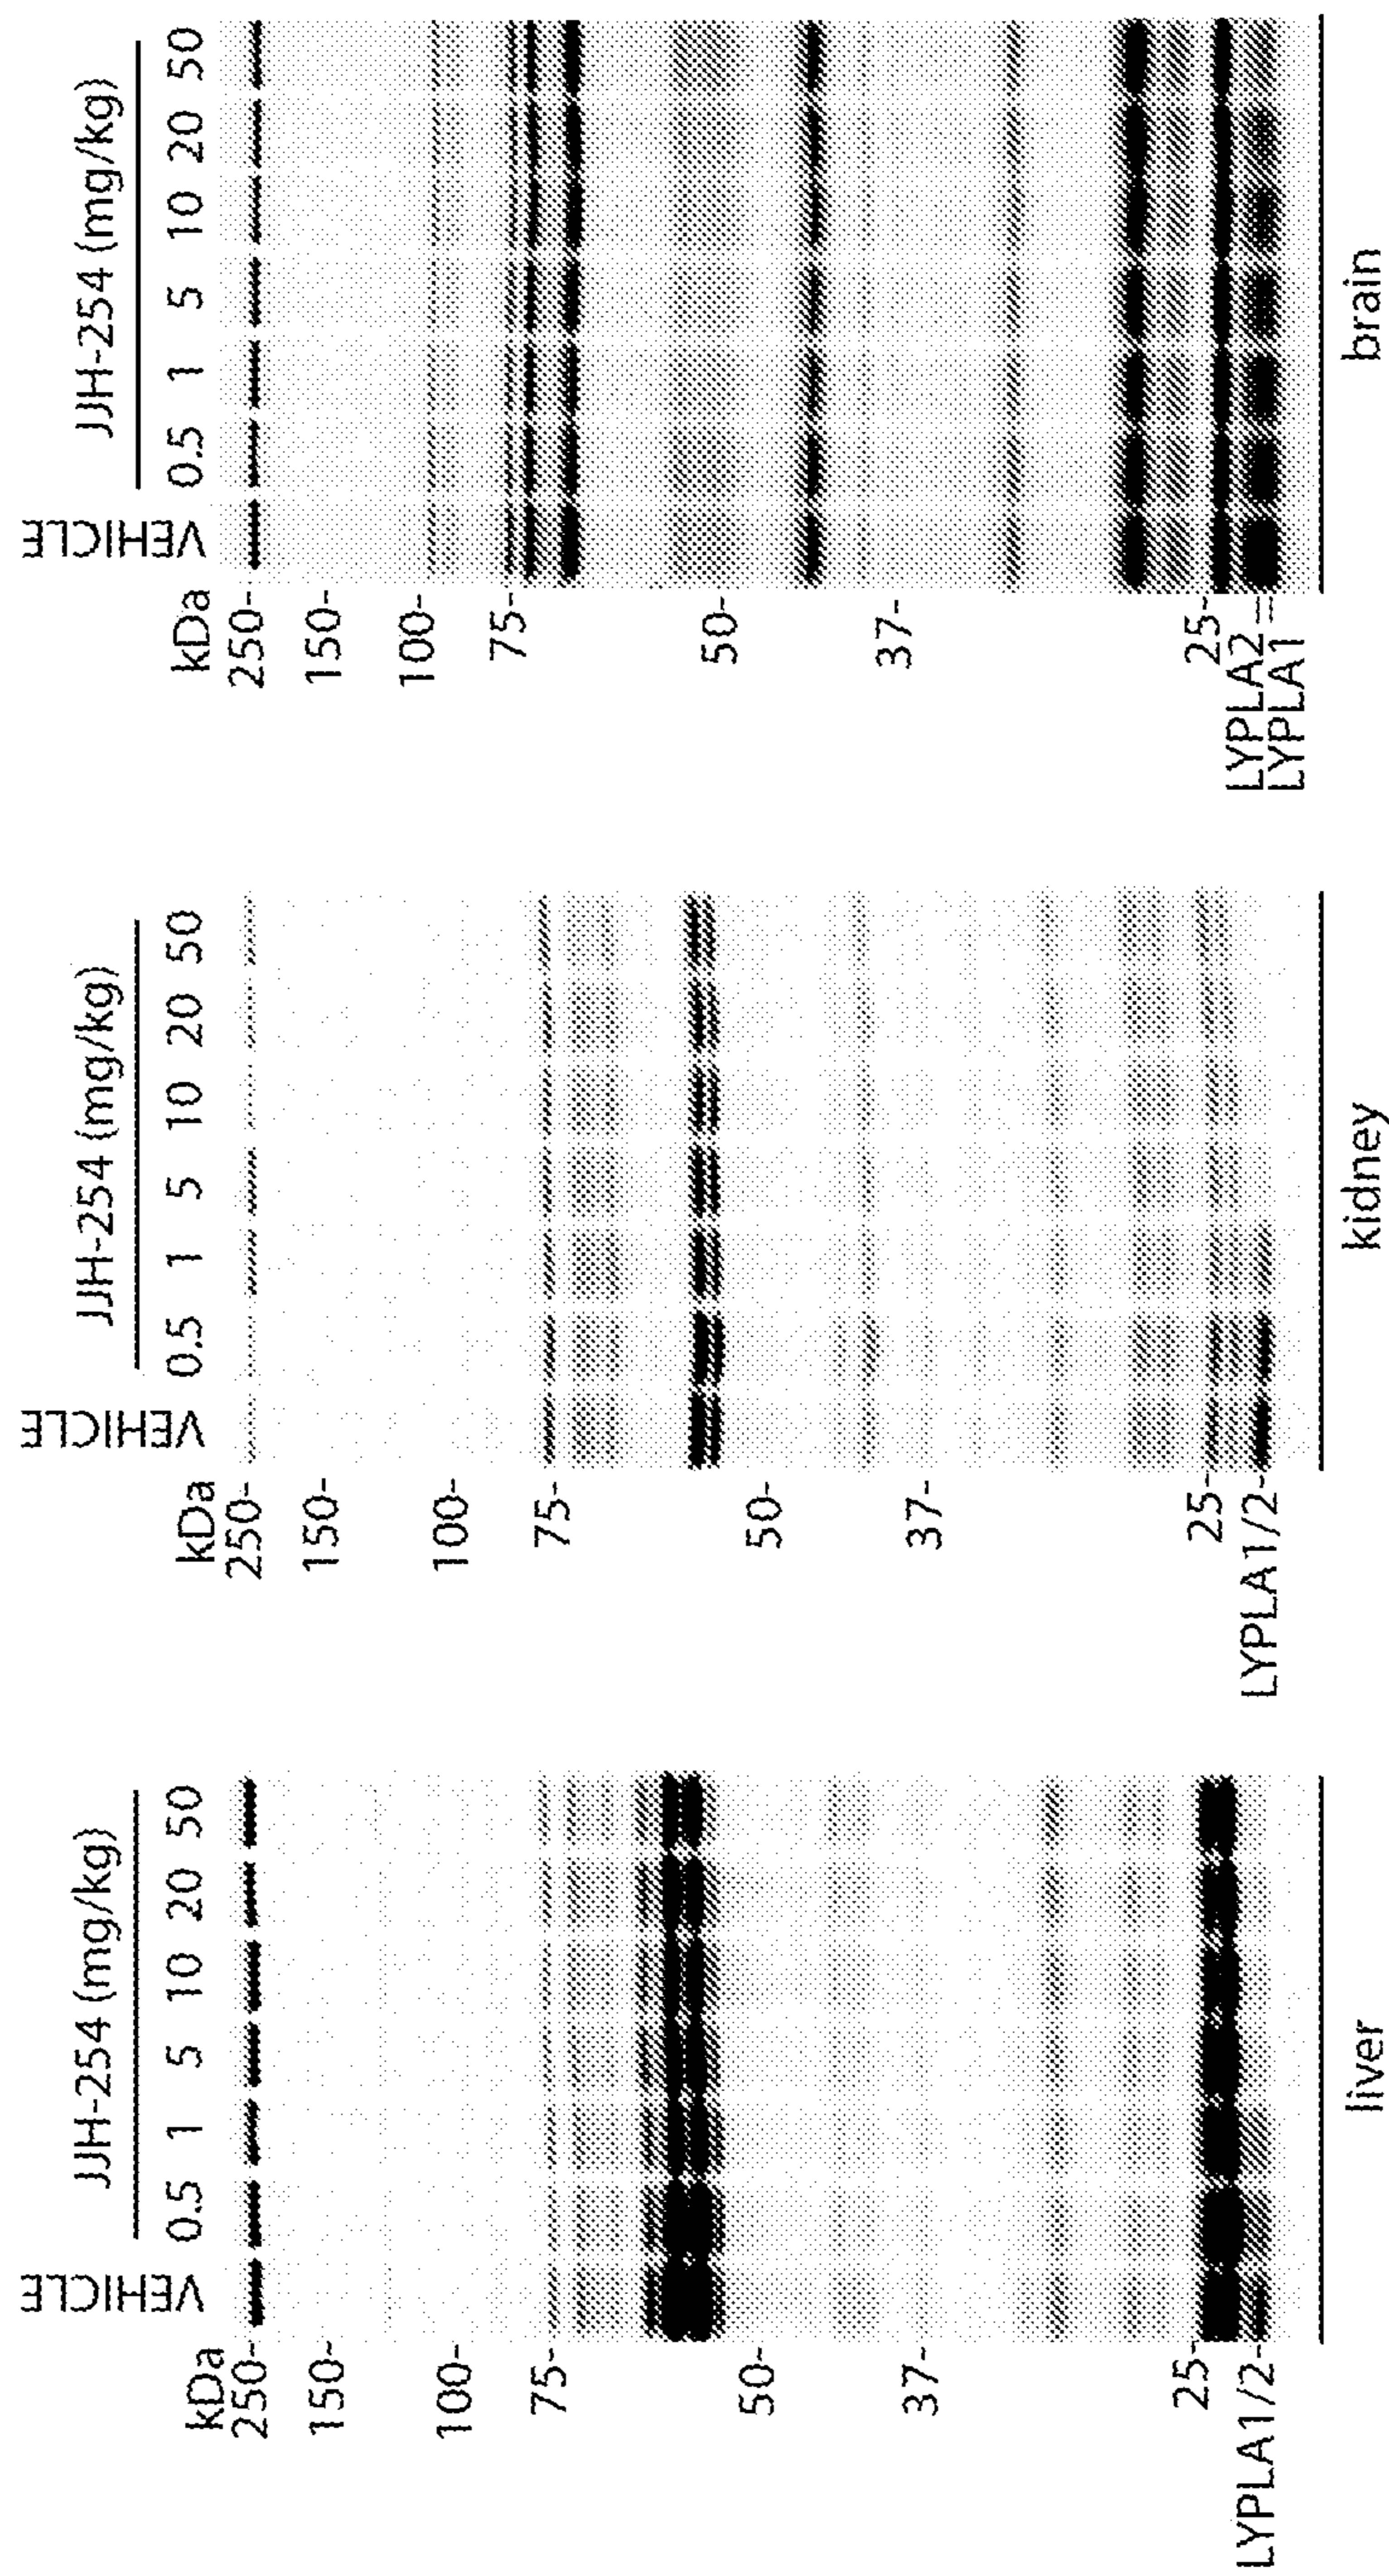 JJH-254 (mg/kg)
VEHICLE 0.5 1 5 10 20 50
kDa
250-
150-
100-
75-
50-
37-
25-
LYPLA1/2-
liver
JJH-254 (mg/kg)
VEHICLE 0.5 1 5 10 20 50
kDa
250-
150-
100-
75-
50-
37-
25-
LYPLA1/2-
kidney
JJH-254 (mg/kg)
VEHICLE 0.5 1 5 10 20 50
kDa
250-
150-
100-
75-
50-
37-
25-
LYPLA2
LYPLA1
brain